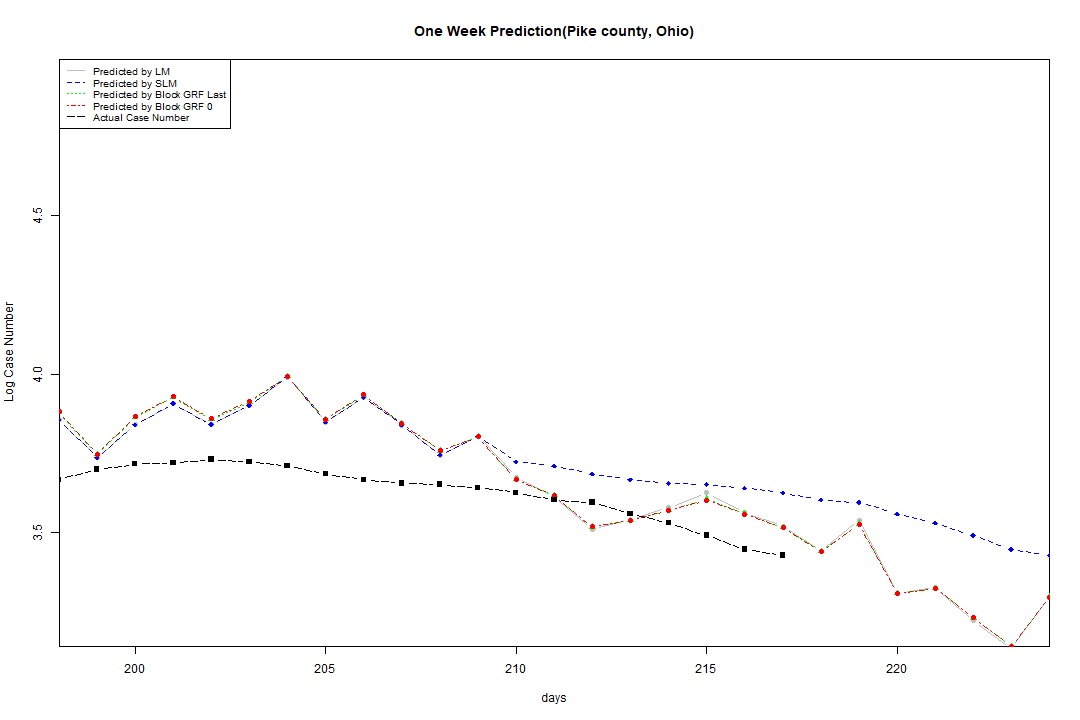 One Week Prediction(Pike county, Ohio)
Predicted by LM
Predicted by SLM
Predicted by Block GRF Last
Predicted by Block GRF 0
Actual Case Number
4.5
4.0
3.5
Log Case Number
200 205 210 215 220
days